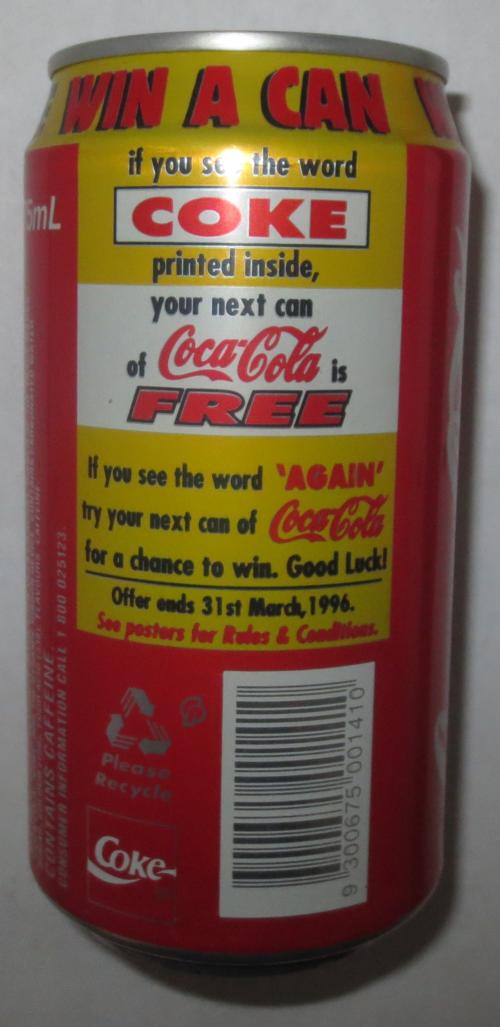 WIN A CAN
if you see the word
COKE
printed inside,
your next can
of Coca-Cola is
FREE
If you see the word 'AGAIN'
try your next can of Coca-Cola
for a chance to win. Good Luck!
Offer ends 31st March, 1996.
See posters for Rules & Conditions.
5mL
CONTAINS CAFFEINE.
CONSUMER INFORMATION CALL 1 800 025123.
Please
Recycle
Coke
9 300675 001410